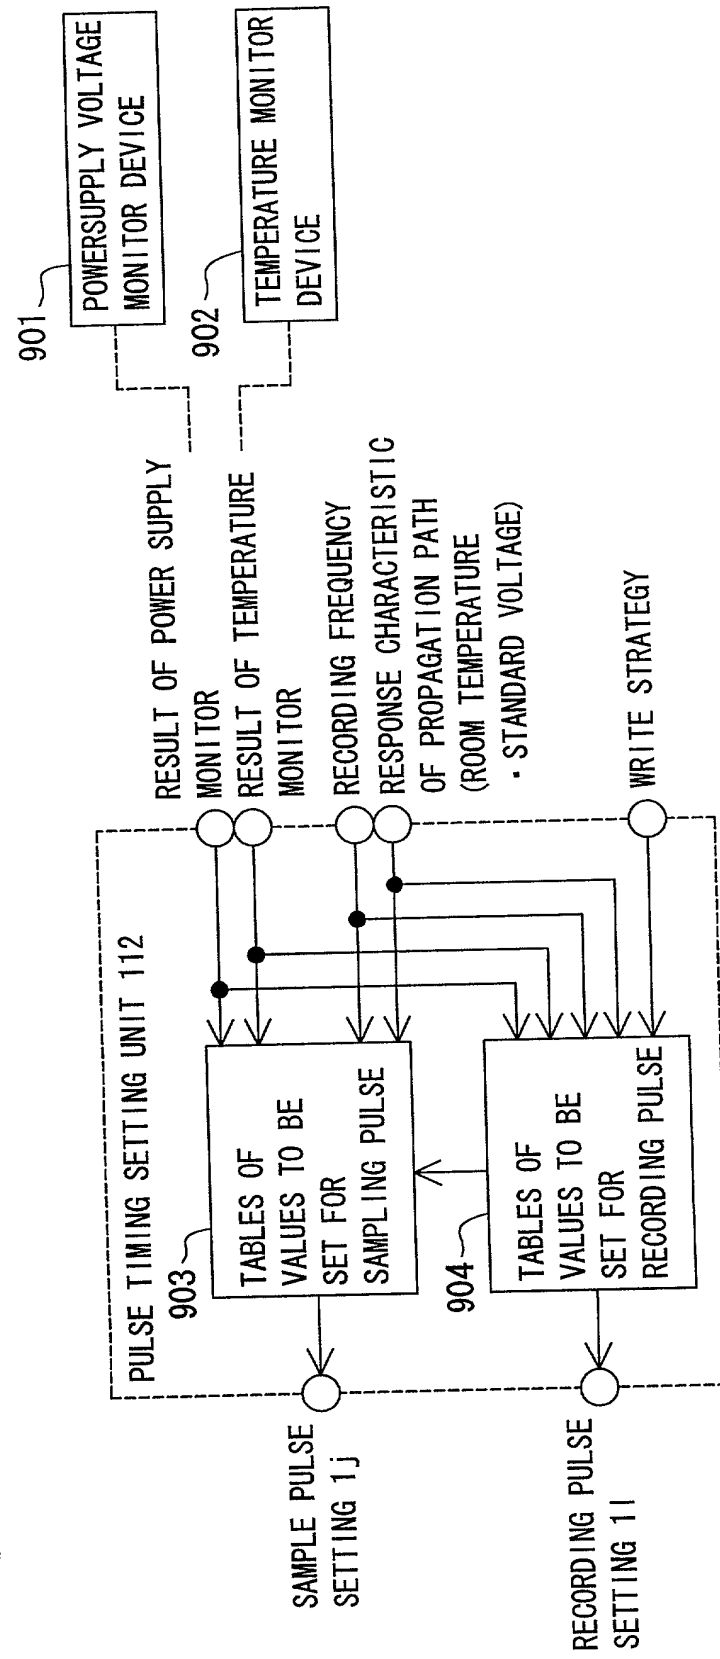 901
POWERSUPPLY VOLTAGE
MONITOR DEVICE
902
TEMPERATURE MONITOR
DEVICE
RESULT OF POWER SUPPLY
MONITOR
RESULT OF TEMPERATURE
MONITOR
RECORDING FREQUENCY
RESPONSE CHARACTERISTIC
OF PROPAGATION PATH
(ROOM TEMPERATURE
・STANDARD VOLTAGE)
WRITE STRATEGY
PULSE TIMING SETTING UNIT 112
903
TABLES OF
VALUES TO BE
SET FOR
SAMPLING PULSE
904
TABLES OF
VALUES TO BE
SET FOR
RECORDING PULSE
SAMPLE PULSE
SETTING 1j
RECORDING PULSE
SETTING 1l